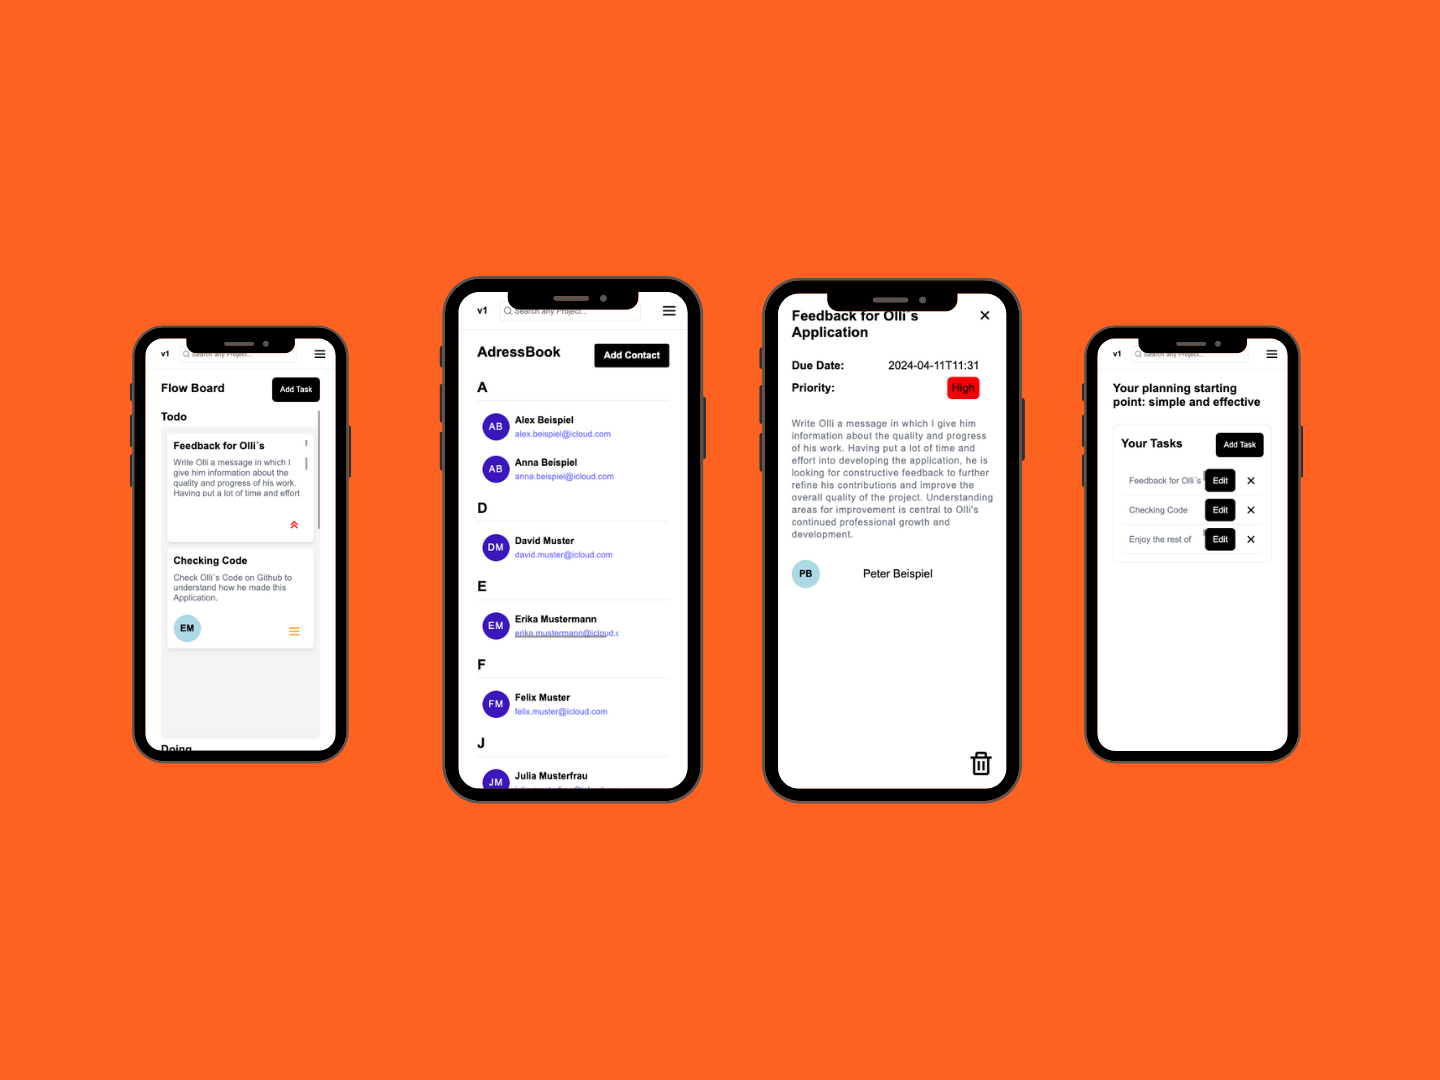 v1
Search any Project...
Flow Board
Add Task
Todo
Feedback for Olli´s
Write Olli a message in which I
give him information about the
quality and progress of his work.
Having put a lot of time and effort
Checking Code
Check Olli´s Code on Github to
understand how he made this
Application.
EM
Doing
v1
Search any Project...
AdressBook
Add Contact
A
AB
Alex Beispiel
alex.beispiel@icloud.com
AB
Anna Beispiel
anna.beispiel@icloud.com
D
DM
David Muster
david.muster@icloud.com
E
EM
Erika Mustermann
erika.mustermann@icloud.c
F
FM
Felix Muster
felix.muster@icloud.com
J
JM
Julia Musterfrau
Feedback for Olli´s
Application
Due Date: 2024-04-11T11:31
Priority: High
Write Olli a message in which I give him
information about the quality and progress
of his work. Having put a lot of time and
effort into developing the application, he is
looking for constructive feedback to further
refine his contributions and improve the
overall quality of the project. Understanding
areas for improvement is central to Olli's
continued professional growth and
development.
PB
Peter Beispiel
v1
Search any Project...
Your planning starting
point: simple and effective
Your Tasks
Add Task
Feedback for Olli´s Edit
Checking Code Edit
Enjoy the rest of Edit